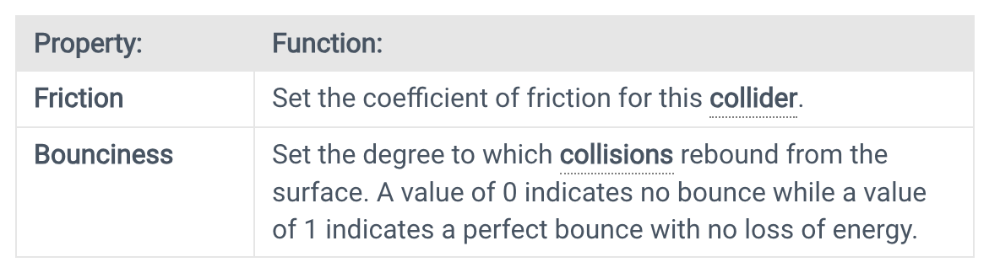 Property: Function:
Friction Set the coefficient of friction for this collider.
Bounciness Set the degree to which collisions rebound from the
surface. A value of 0 indicates no bounce while a value
of 1 indicates a perfect bounce with no loss of energy.